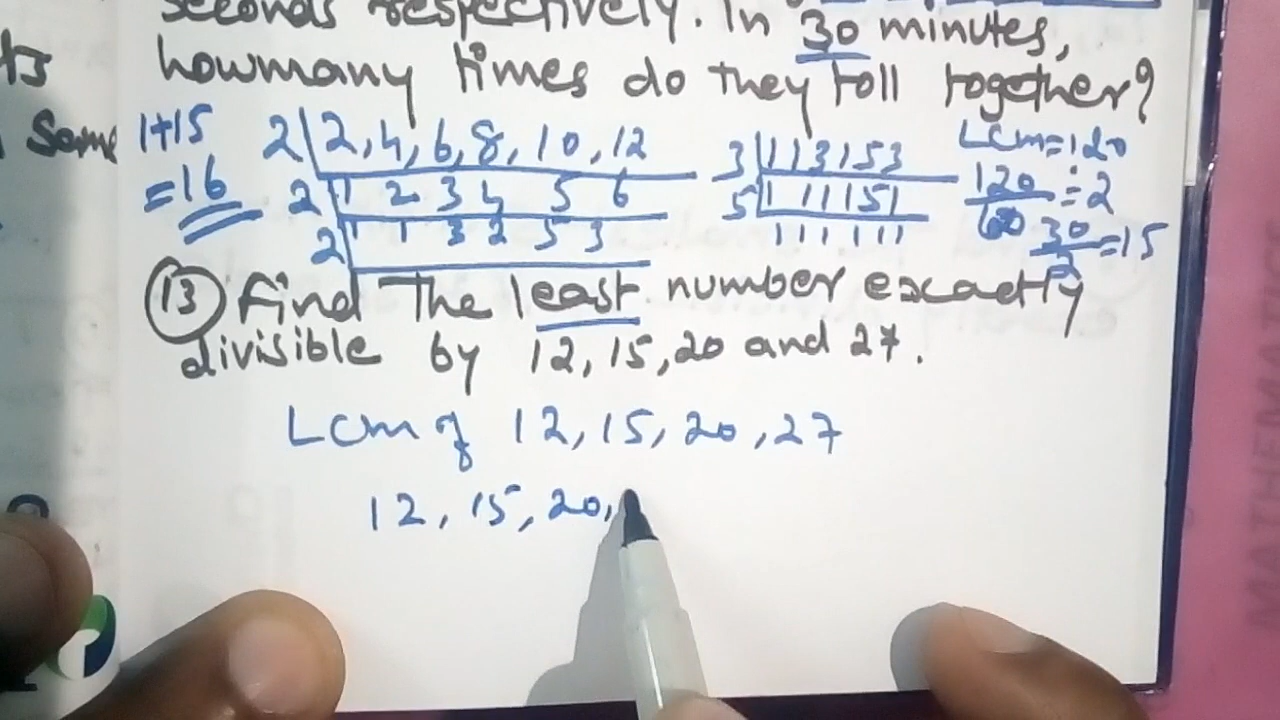 seconds respectively. In 30 minutes,
howmany times do they toll together?
Same
1+15
=16
2 2,4,6,8,10,12
2 1 2 3 4 5 6
2 1 1 3 2 5 3
3 1 1 3 1 5 3
5 1 1 1 1 5 1
1 1 1 1 1 1
Lcm=120
120/60=2
30/2=15
13 Find The least number exactly
divisible by 12,15,20 and 27.
Lcm of 12,15,20,27
12,15,20,
MATHEMATICS